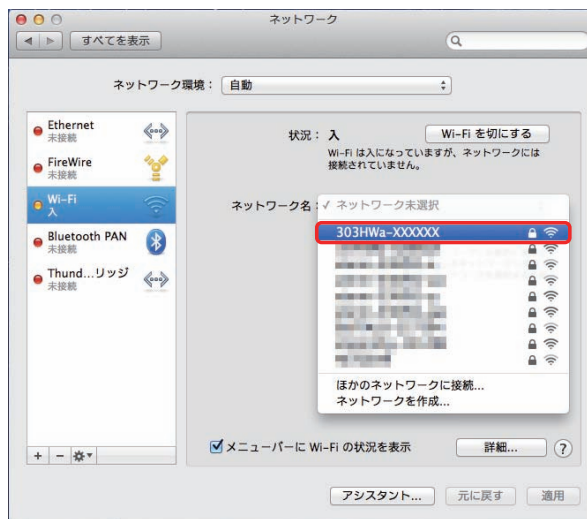 ネットワーク
すべてを表示
ネットワーク環境： 自動
Ethernet
未接続
FireWire
未接続
Wi-Fi
入
Bluetooth PAN
未接続
Thund...リッジ
未接続
状況： 入
Wi-Fi を切にする
Wi-Fi は入になっていますが、ネットワークには
接続されていません。
ネットワーク名： ✓ ネットワーク未選択
303HWa-XXXXXX
ほかのネットワークに接続...
ネットワークを作成...
メニューバーに Wi-Fi の状況を表示
詳細...
?
アシスタント...
元に戻す
適用